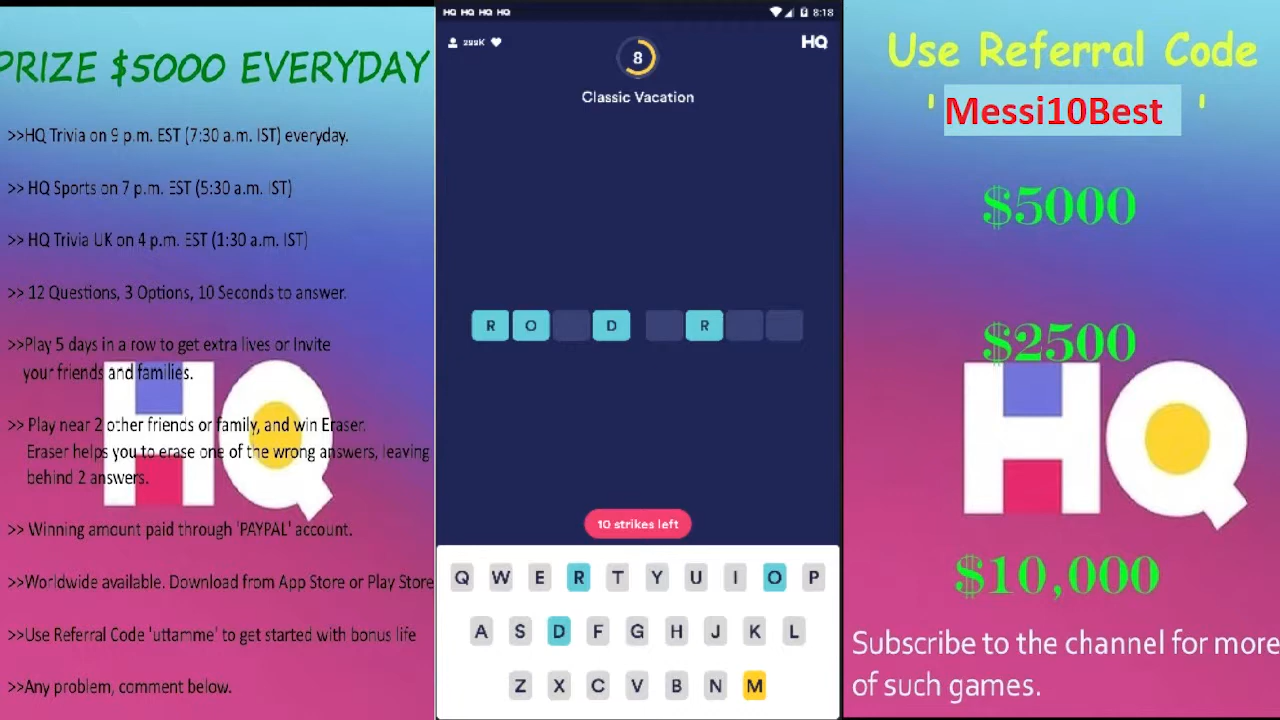 PRIZE $5000 EVERYDAY
>>HQ Trivia on 9 p.m. EST (7:30 a.m. IST) everyday.
>> HQ Sports on 7 p.m. EST (5:30 a.m. IST)
>> HQ Trivia UK on 4 p.m. EST (1:30 a.m. IST)
>> 12 Questions, 3 Options, 10 Seconds to answer.
>>Play 5 days in a row to get extra lives or Invite
your friends and families.
>> Play near 2 other friends or family, and win Eraser.
Eraser helps you to erase one of the wrong answers, leaving
behind 2 answers.
>> Winning amount paid through 'PAYPAL' account.
>>Worldwide available. Download from App Store or Play Store
>>Use Referral Code 'uttamme' to get started with bonus life
>>Any problem, comment below.
HQ
HQ HQ HQ HQ 8:18
HQ
8
Classic Vacation
R O D R
10 strikes left
Q W E R T Y U I O P
A S D F G H J K L
Z X C V B N M
Use Referral Code
' Messi10Best '
$5000
$2500
HQ
$10,000
Subscribe to the channel for more
of such games.